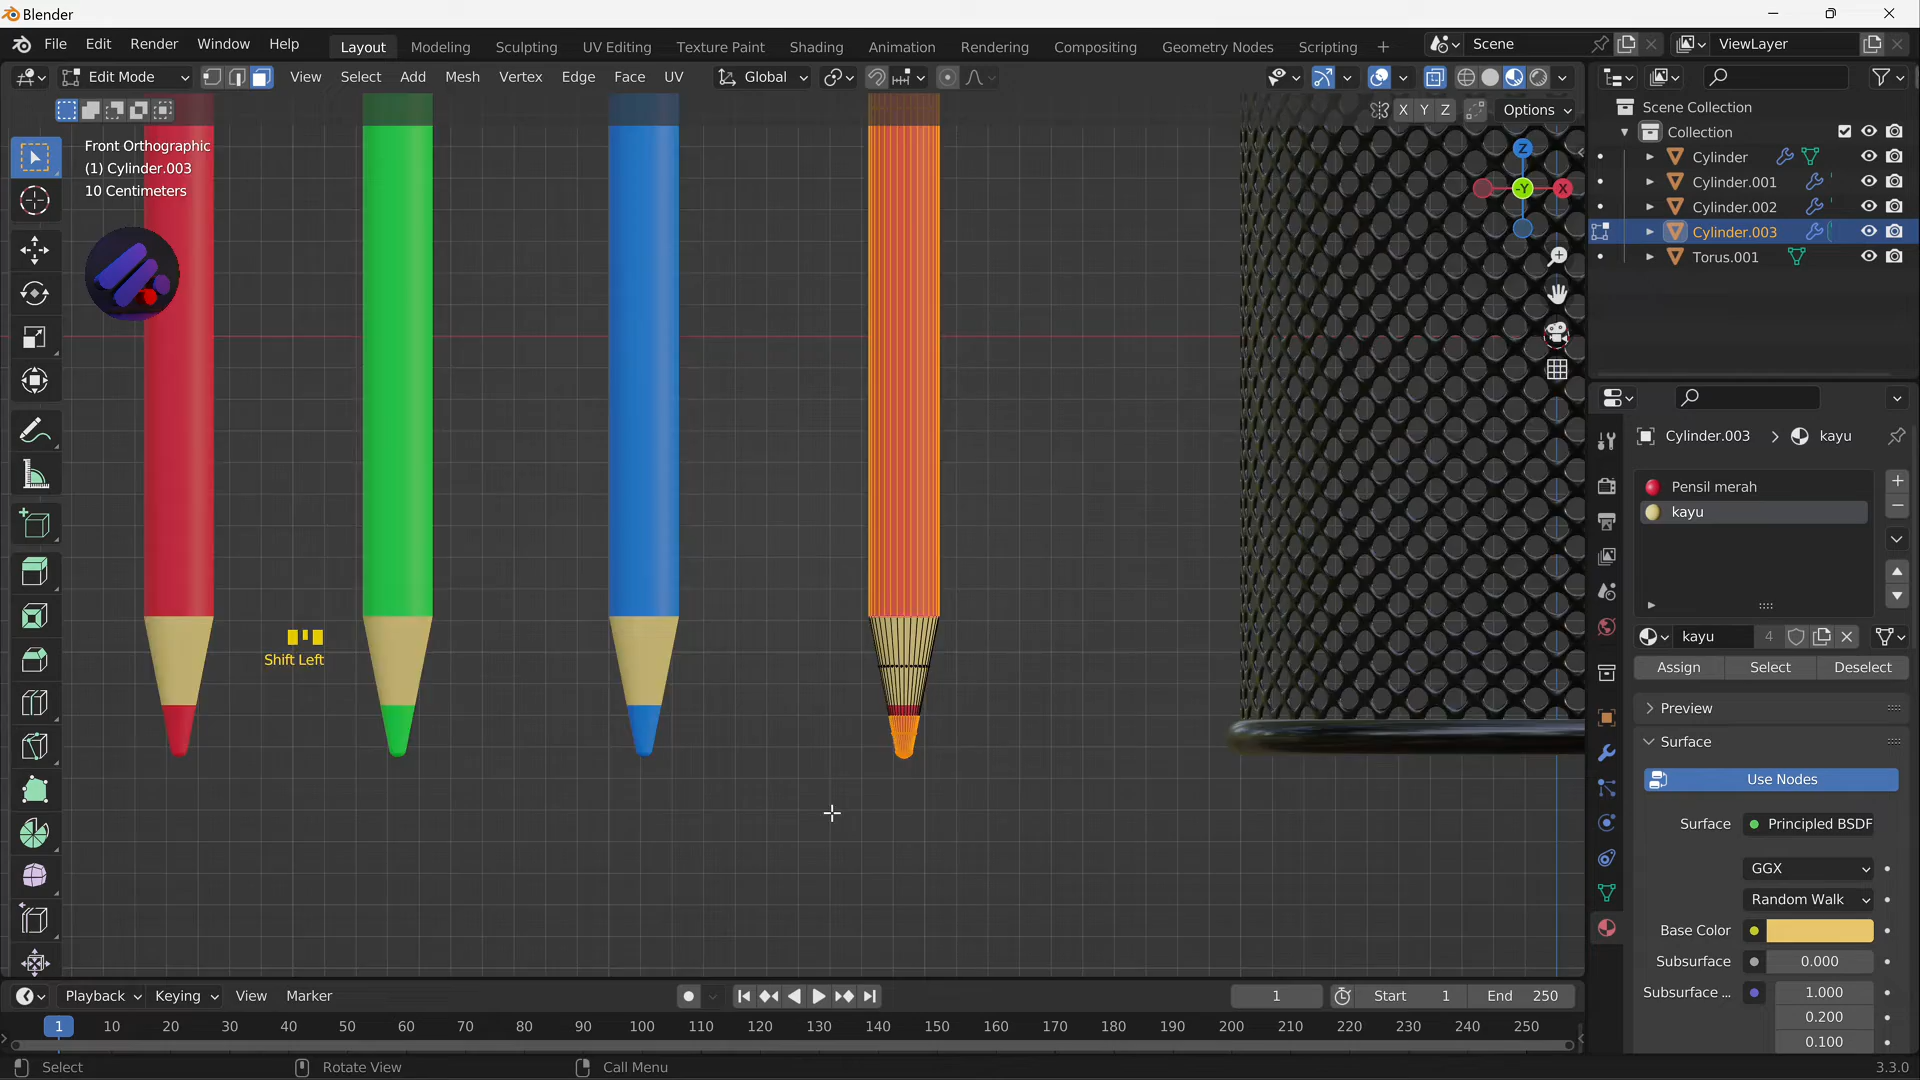 Blender
File Edit Render Window Help
Layout Modeling Sculpting UV Editing Texture Paint Shading Animation Rendering Compositing Geometry Nodes Scripting +
Scene
ViewLayer
Edit Mode View Select Add Mesh Vertex Edge Face UV Global
X Y Z Options
Front Orthographic
(1) Cylinder.003
10 Centimeters
Z
-Y
X
Shift Left
Scene Collection
Collection
Cylinder
Cylinder.001
Cylinder.002
Cylinder.003
Torus.001
Cylinder.003 > kayu
Pensil merah
kayu
kayu 4
Assign Select Deselect
Preview
Surface
Use Nodes
Surface Principled BSDF
GGX
Random Walk
Base Color
Subsurface 0.000
Subsurface ... 1.000
0.200
0.100
Playback Keying View Marker
1 Start 1 End 250
1 10 20 30 40 50 60 70 80 90 100 110 120 130 140 150 160 170 180 190 200 210 220 230 240 250
Select Rotate View Call Menu
3.3.0